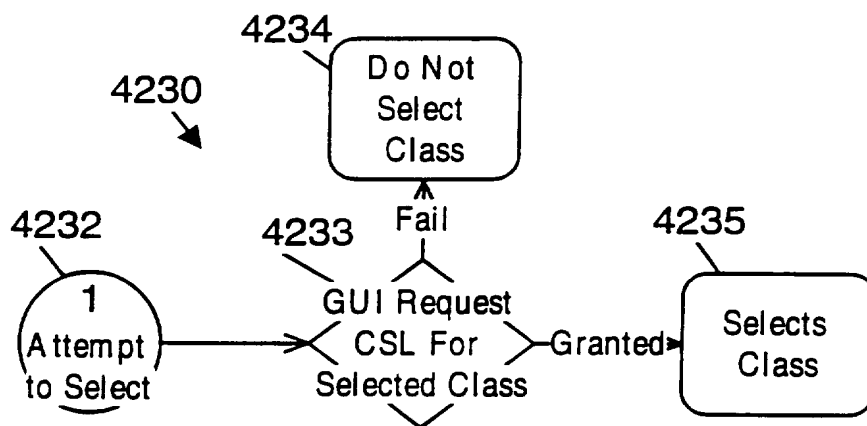 4234
Do Not
Select
Class
4230
Fail
4232
4233
4235
1
Attempt
to Select
GUI Request
CSL For
Selected Class
Granted
Selects
Class